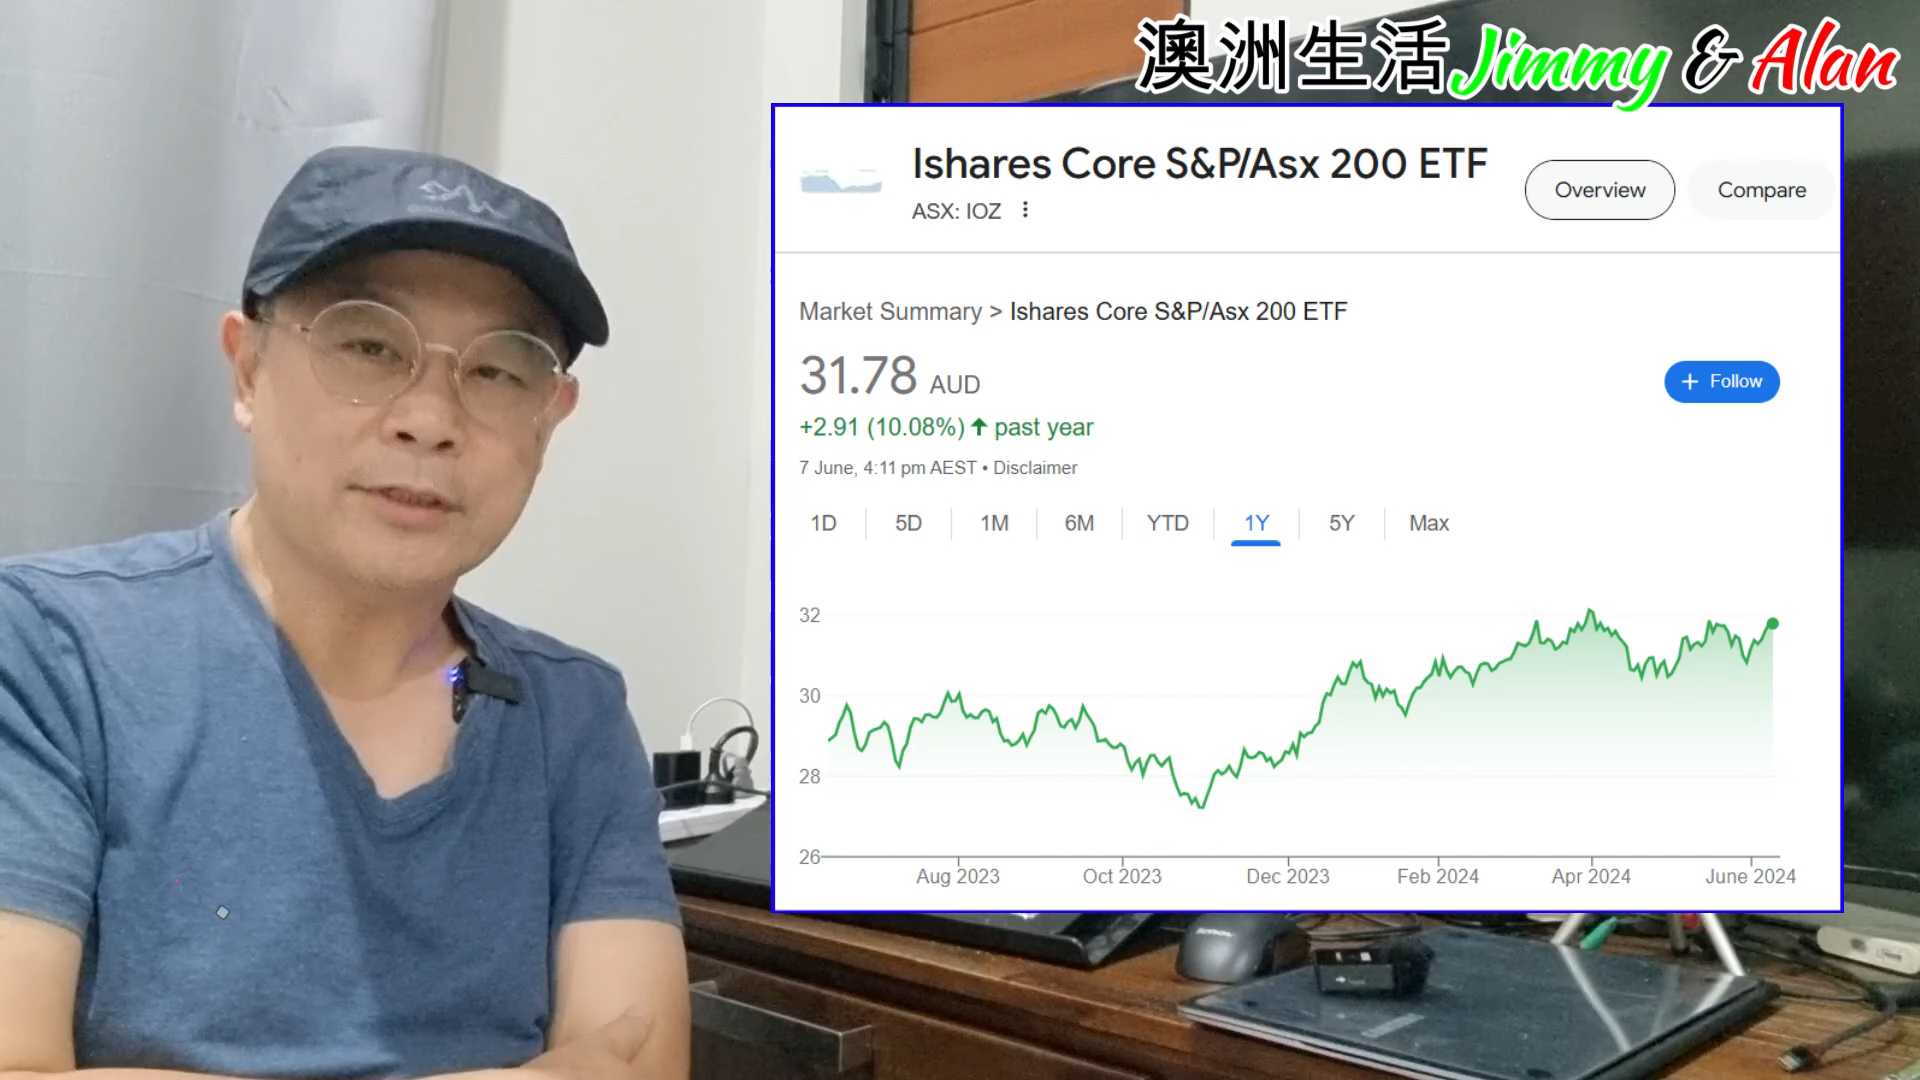 澳洲生活Jimmy & Alan
Ishares Core S&P/Asx 200 ETF
ASX: IOZ
Overview
Compare
Market Summary > Ishares Core S&P/Asx 200 ETF
31.78 AUD
+ Follow
+2.91 (10.08%) past year
7 June, 4:11 pm AEST • Disclaimer
1D 5D 1M 6M YTD 1Y 5Y Max
32
30
28
26
Aug 2023 Oct 2023 Dec 2023 Feb 2024 Apr 2024 June 2024
lenovo